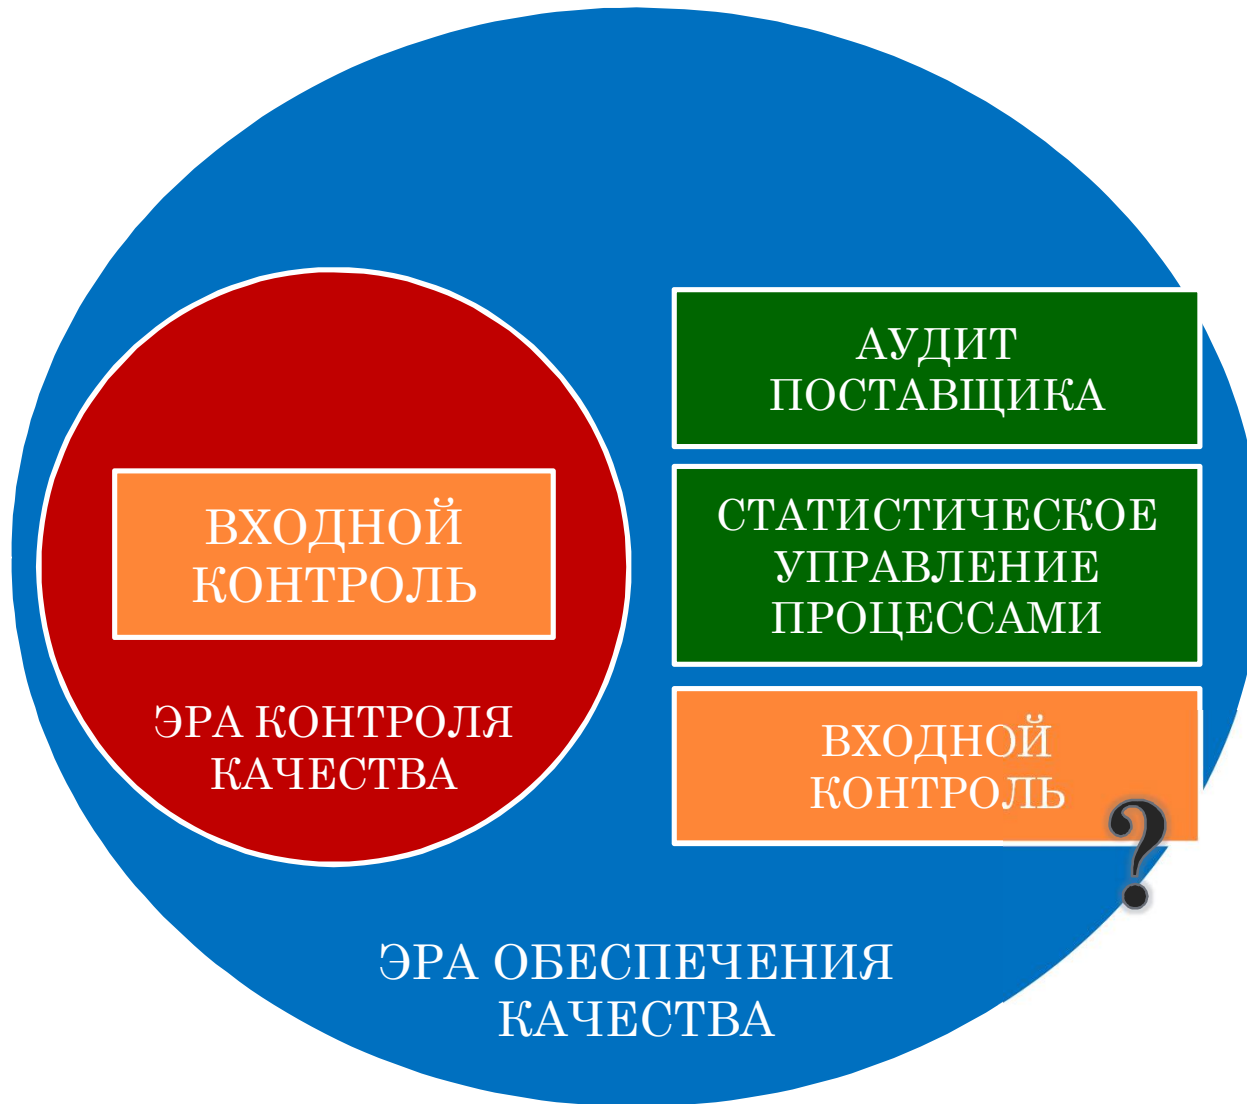 ВХОДНОЙ
КОНТРОЛЬ
ЭРА КОНТРОЛЯ
КАЧЕСТВА
АУДИТ
ПОСТАВЩИКА
СТАТИСТИЧЕСКОЕ
УПРАВЛЕНИЕ
ПРОЦЕССАМИ
ВХОДНОЙ
КОНТРОЛЬ
?
ЭРА ОБЕСПЕЧЕНИЯ
КАЧЕСТВА